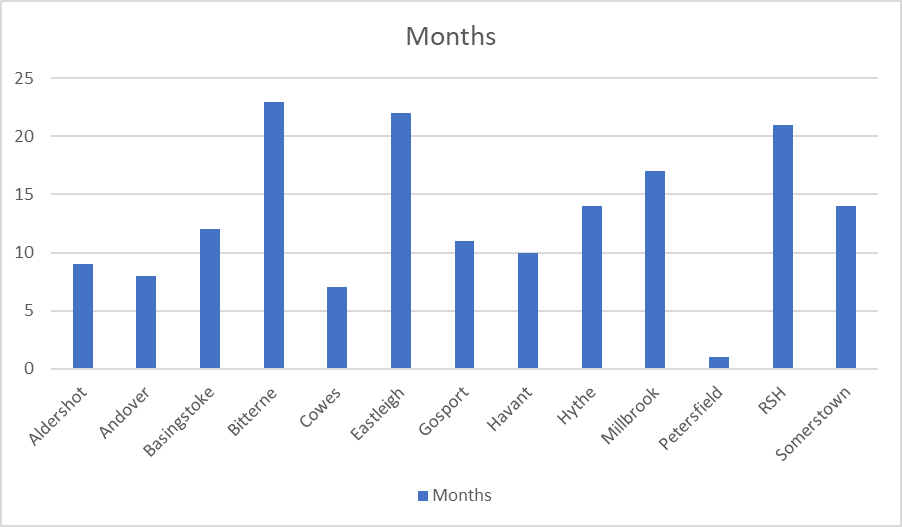 Months
25
20
15
10
5
0
Aldershot
Andover
Basingstoke
Bitterne
Cowes
Eastleigh
Gosport
Havant
Hythe
Millbrook
Petersfield
RSH
Somerstown
Months